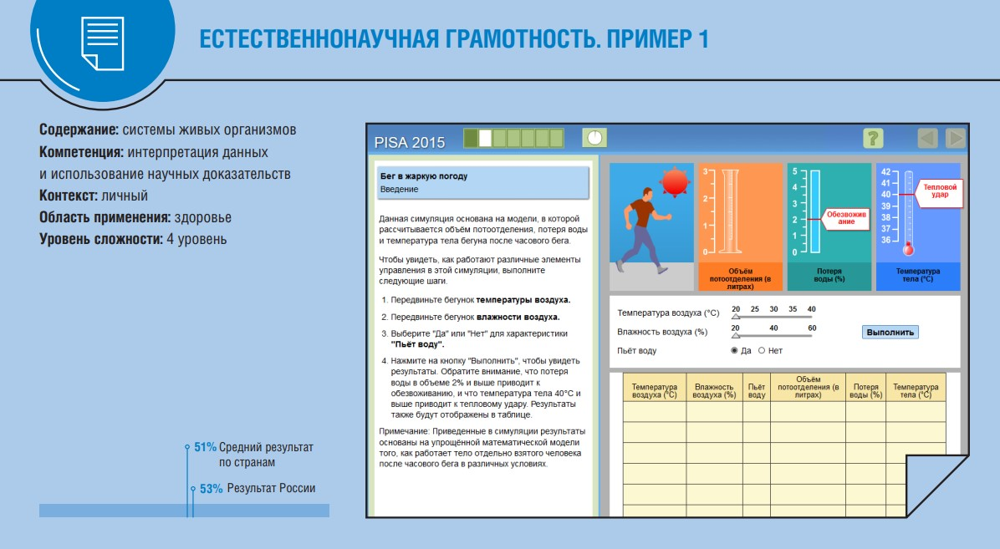 ЕСТЕСТВЕННОНАУЧНАЯ ГРАМОТНОСТЬ. ПРИМЕР 1
Содержание: системы живых организмов
Компетенция: интерпретация данных
и использование научных доказательств
Контекст: личный
Область применения: здоровье
Уровень сложности: 4 уровень
51% Средний результат
по странам
53% Результат России
PISA 2015
?
Бег в жаркую погоду
Введение
Данная симуляция основана на модели, в которой
рассчитывается объём потоотделения, потеря воды
и температура тела бегуна после часового бега.
Чтобы увидеть, как работают различные элементы
управления в этой симуляции, выполните
следующие шаги.
1. Передвиньте бегунок температуры воздуха.
2. Передвиньте бегунок влажности воздуха.
3. Выберите "Да" или "Нет" для характеристики
"Пьёт воду".
4. Нажмите на кнопку "Выполнить", чтобы увидеть
результаты. Обратите внимание, что потеря
воды в объеме 2% и выше приводит к
обезвоживанию, и что температура тела 40°C и
выше приводит к тепловому удару. Результаты
также будут отображены в таблице.
Примечание: Приведенные в симуляции результаты
основаны на упрощённой математической модели
того, как работает тело отдельно взятого человека
после часового бега в различных условиях.
3
2
1
0
Объём
потоотделения (в
литрах)
5
4
3
2
1
0
Обезвожив
ание
Потеря
воды (%)
42
41
40
39
38
37
36
Тепловой
удар
Температура
тела (°C)
Температура воздуха (°C) 20 25 30 35 40
Влажность воздуха (%) 20 40 60
Выполнить
Пьёт воду Да Нет
Температура
воздуха (°C)
Влажность
воздуха (%)
Пьёт
воду
Объём
потоотделения (в
литрах)
Потеря
воды (%)
Температура
тела (°C)